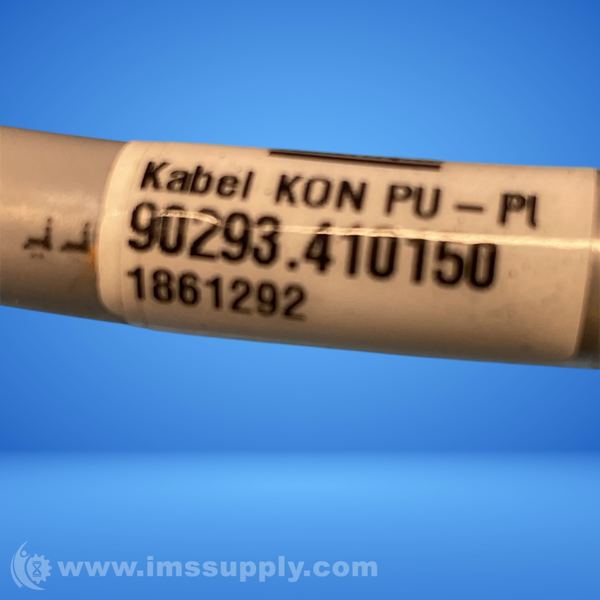 Kabel KON PU - PL
90293.410150
1861292
www.imssupply.com